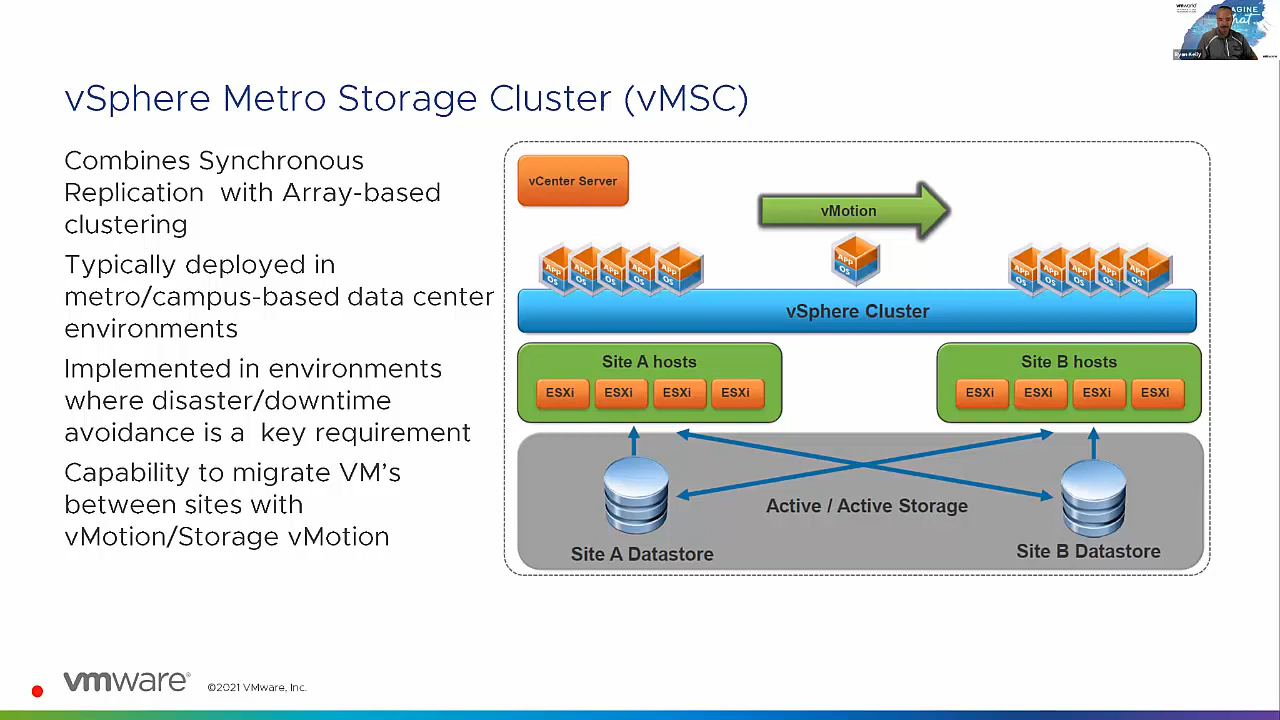 vSphere Metro Storage Cluster (vMSC)
Combines Synchronous
Replication with Array-based
clustering
Typically deployed in
metro/campus-based data center
environments
Implemented in environments
where disaster/downtime
avoidance is a key requirement
Capability to migrate VM's
between sites with
vMotion/Storage vMotion
vCenter Server
vMotion
APP OS
APP OS
APP OS
APP OS
APP OS
APP OS
APP OS
APP OS
APP OS
APP OS
APP OS
vSphere Cluster
Site A hosts
ESXi ESXi ESXi ESXi
Site B hosts
ESXi ESXi ESXi ESXi
Active / Active Storage
Site A Datastore
Site B Datastore
vmware®
©2021 VMware, Inc.
Ryan Kelly